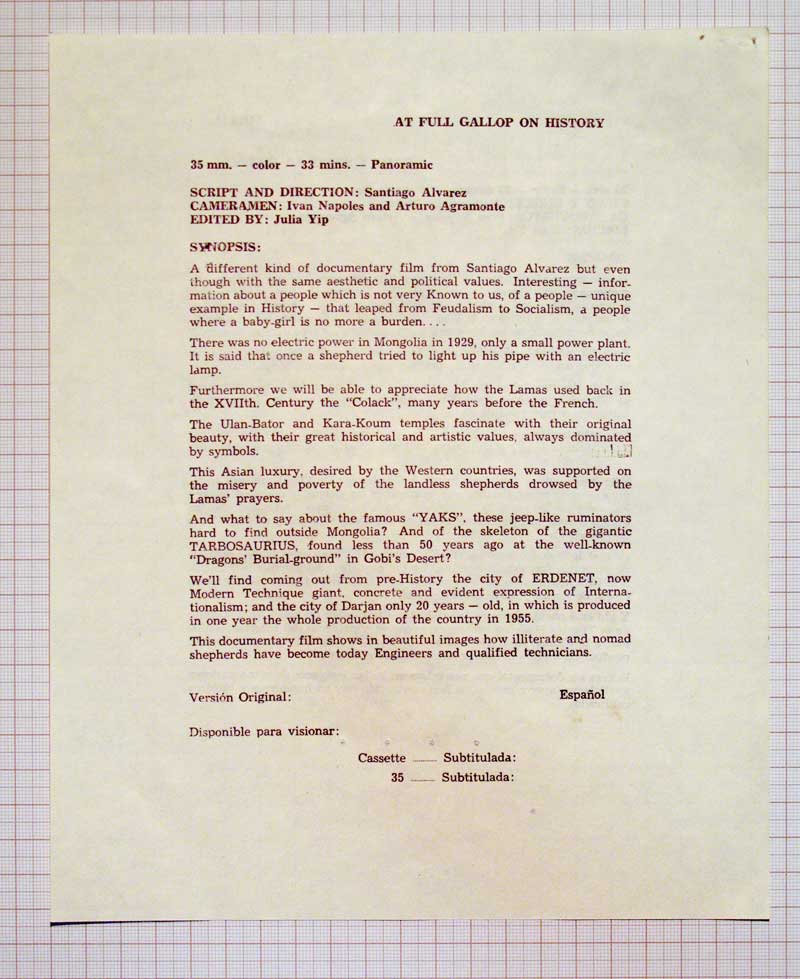 AT FULL GALLOP ON HISTORY
35 mm. — color — 33 mins. — Panoramic
SCRIPT AND DIRECTION: Santiago Alvarez
CAMERAMEN: Ivan Napoles and Arturo Agramonte
EDITED BY: Julia Yip
SYNOPSIS:
A different kind of documentary film from Santiago Alvarez but even
though with the same aesthetic and political values. Interesting — infor-
mation about a people which is not very Known to us, of a people — unique
example in History — that leaped from Feudalism to Socialism, a people
where a baby-girl is no more a burden. . . .
There was no electric power in Mongolia in 1929, only a small power plant.
It is said that once a shepherd tried to light up his pipe with an electric
lamp.
Furthermore we will be able to appreciate how the Lamas used back in
the XVIIth. Century the “Colack”, many years before the French.
The Ulan-Bator and Kara-Koum temples fascinate with their original
beauty, with their great historical and artistic values, always dominated
by symbols.
This Asian luxury, desired by the Western countries, was supported on
the misery and poverty of the landless shepherds drowsed by the
Lamas’ prayers.
And what to say about the famous “YAKS”, these jeep-like ruminators
hard to find outside Mongolia? And of the skeleton of the gigantic
TARBOSAURIUS, found less than 50 years ago at the well-known
“Dragons’ Burial-ground” in Gobi’s Desert?
We’ll find coming out from pre-History the city of ERDENET, now
Modern Technique giant, concrete and evident expression of Interna-
tionalism; and the city of Darjan only 20 years — old, in which is produced
in one year the whole production of the country in 1955.
This documentary film shows in beautiful images how illiterate and nomad
shepherds have become today Engineers and qualified technicians.
Versión Original: Español
Disponible para visionar:
Cassette ____ Subtitulada:
35 ____ Subtitulada: